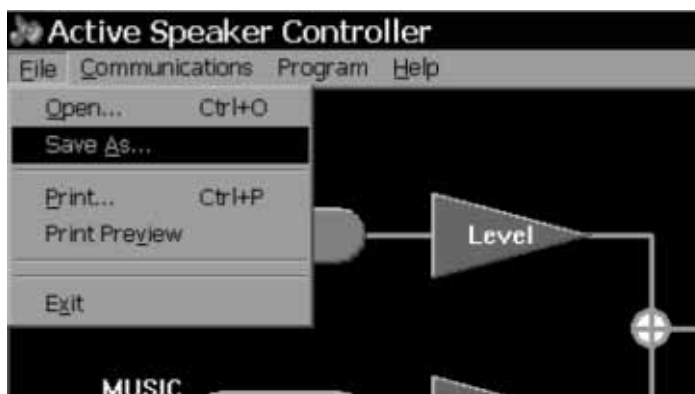 Active Speaker Controller
File Communications Program Help
Open... Ctrl+O
Save As...
Print... Ctrl+P
Print Preview
Level
Exit
MUSIC